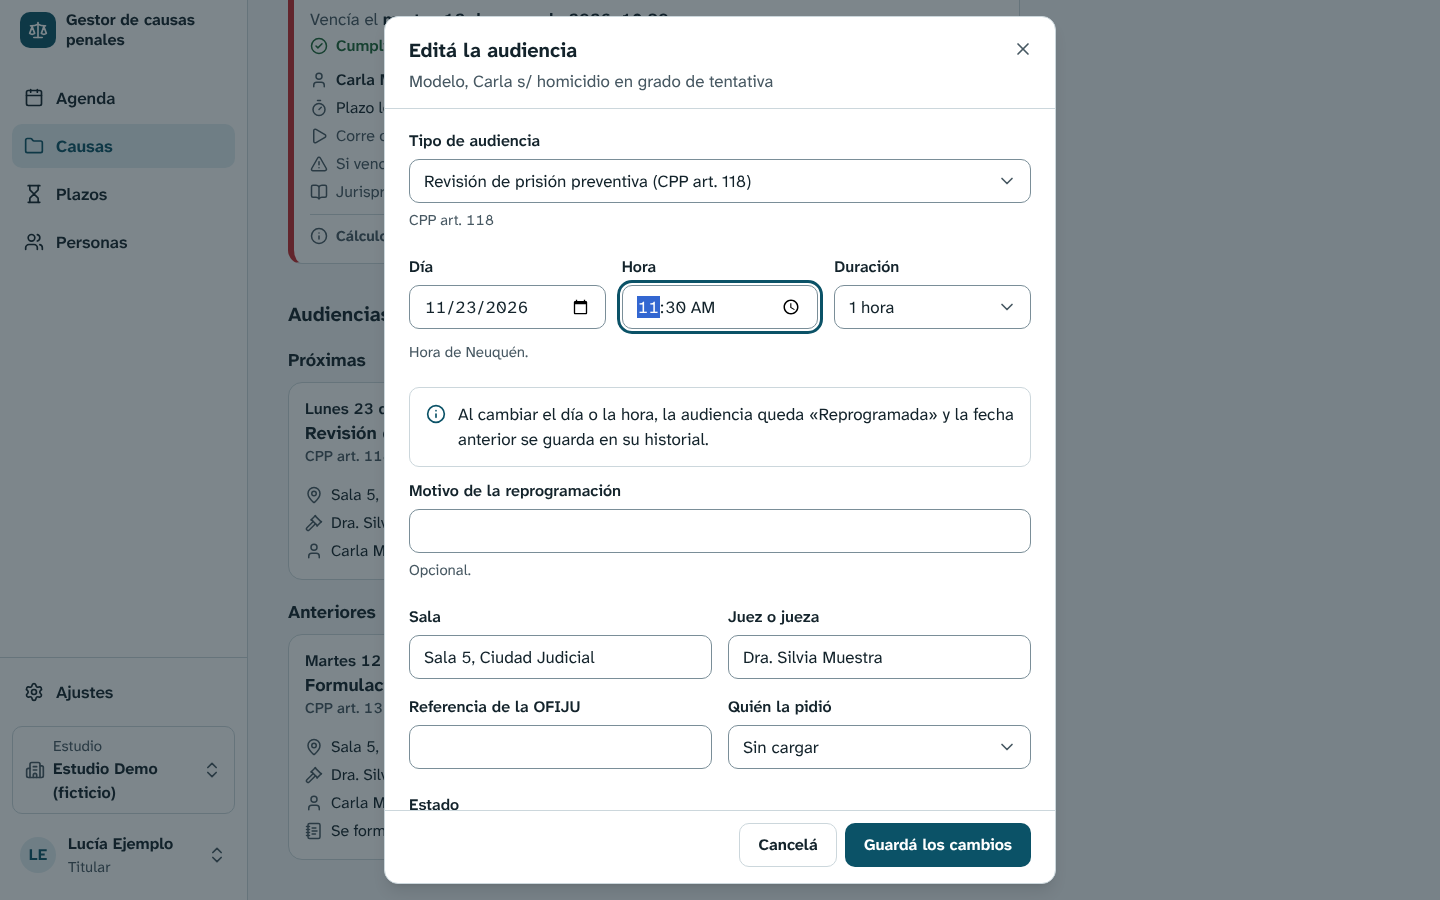 Gestor de causas
penales
Agenda
Causas
Plazos
Personas
Ajustes
Estudio
Estudio Demo
(ficticio)
LE
Lucía Ejemplo
Titular
Vencía el
Carla
Plazo
Corre
Si venc
Jurispr
Audiencias
Próximas
Lunes 23
Revisión
CPP art. 11
Sala 5,
Dra. Silv
Carla M
Anteriores
Martes 12
Formulac
CPP art. 13
Sala 5,
Dra. Silv
Carla M
Se form
Editá la audiencia
Modelo, Carla s/ homicidio en grado de tentativa
Tipo de audiencia
Revisión de prisión preventiva (CPP art. 118)
CPP art. 118
Día
Hora
Duración
11/23/2026
11:30 AM
1 hora
Hora de Neuquén.
Al cambiar el día o la hora, la audiencia queda «Reprogramada» y la fecha
anterior se guarda en su historial.
Motivo de la reprogramación
Opcional.
Sala
Juez o jueza
Sala 5, Ciudad Judicial
Dra. Silvia Muestra
Referencia de la OFIJU
Quién la pidió
Sin cargar
Estado
Cancelá
Guardá los cambios